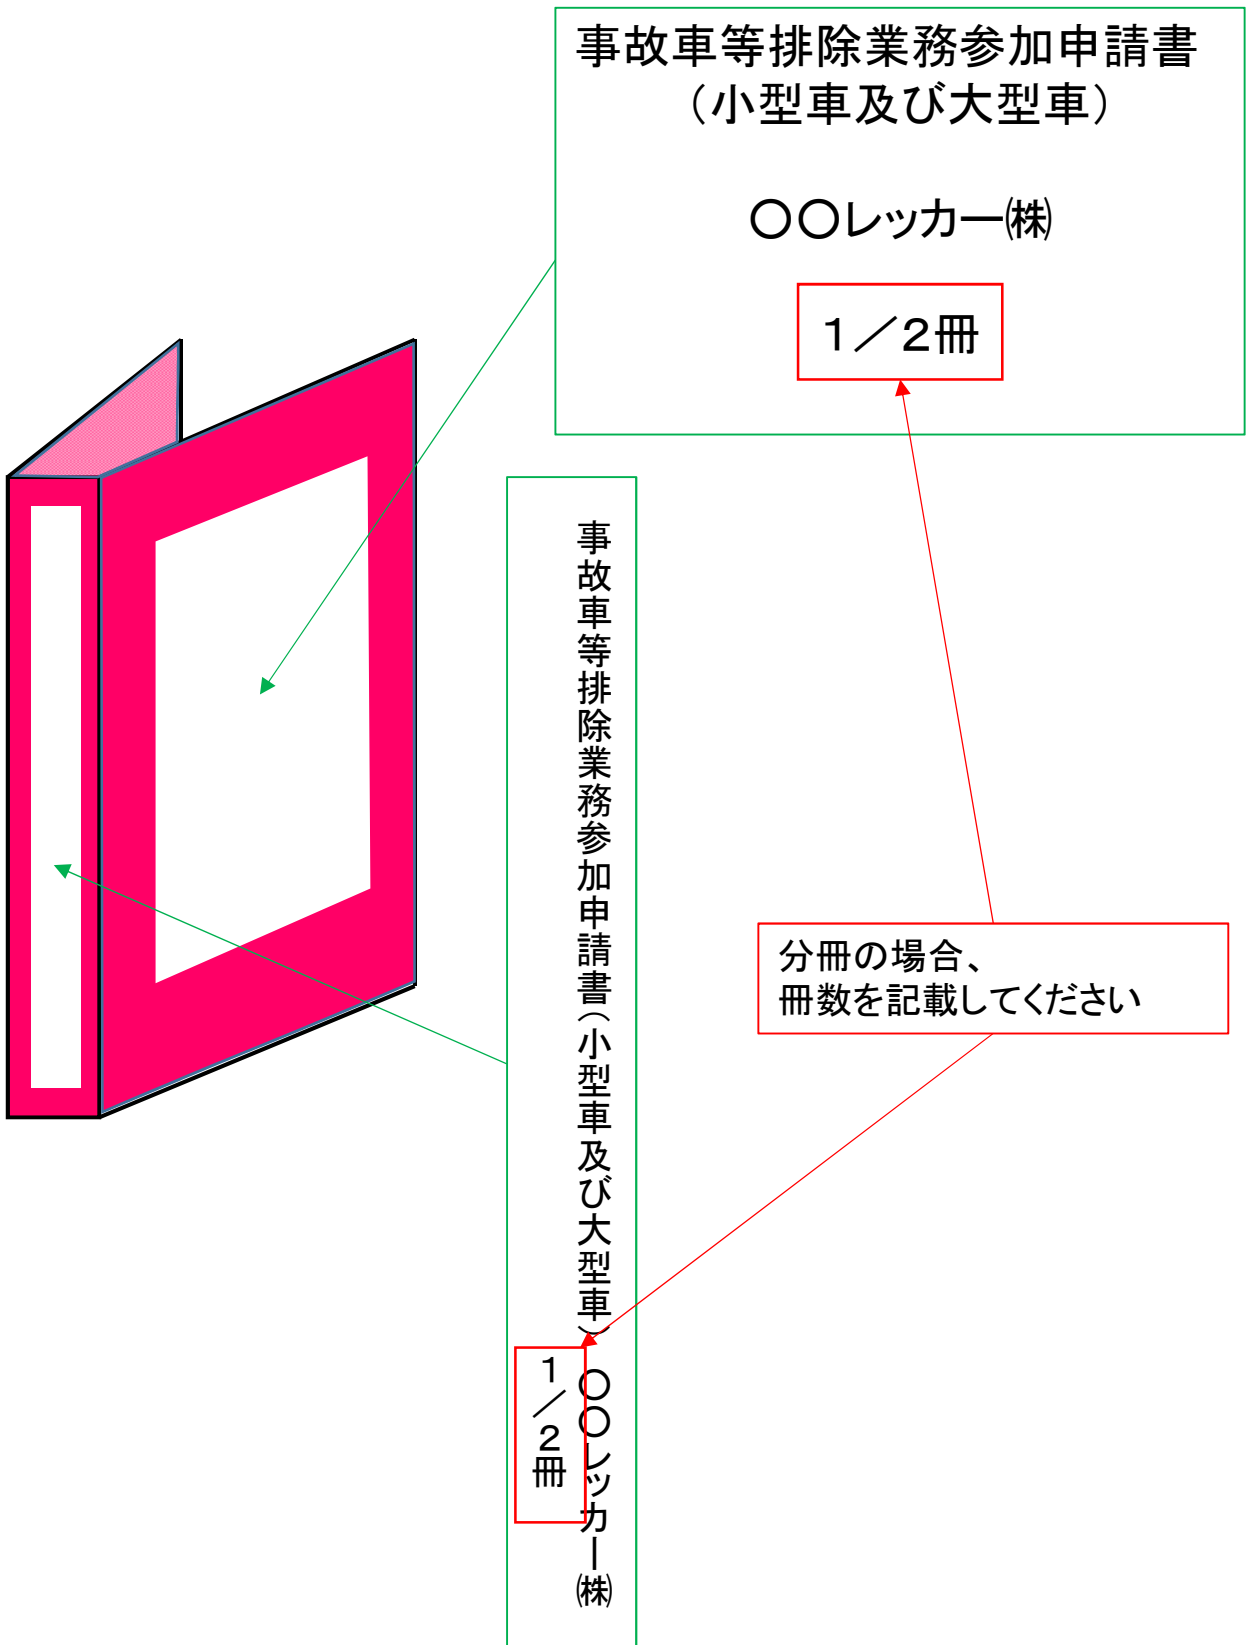 事故車等排除業務参加申請書
（小型車及び大型車）
〇〇レッカー㈱
１／２冊
事故車等排除業務参加申請書（小型車及び大型車）　〇〇レッカー㈱
１／２冊
分冊の場合、
冊数を記載してください